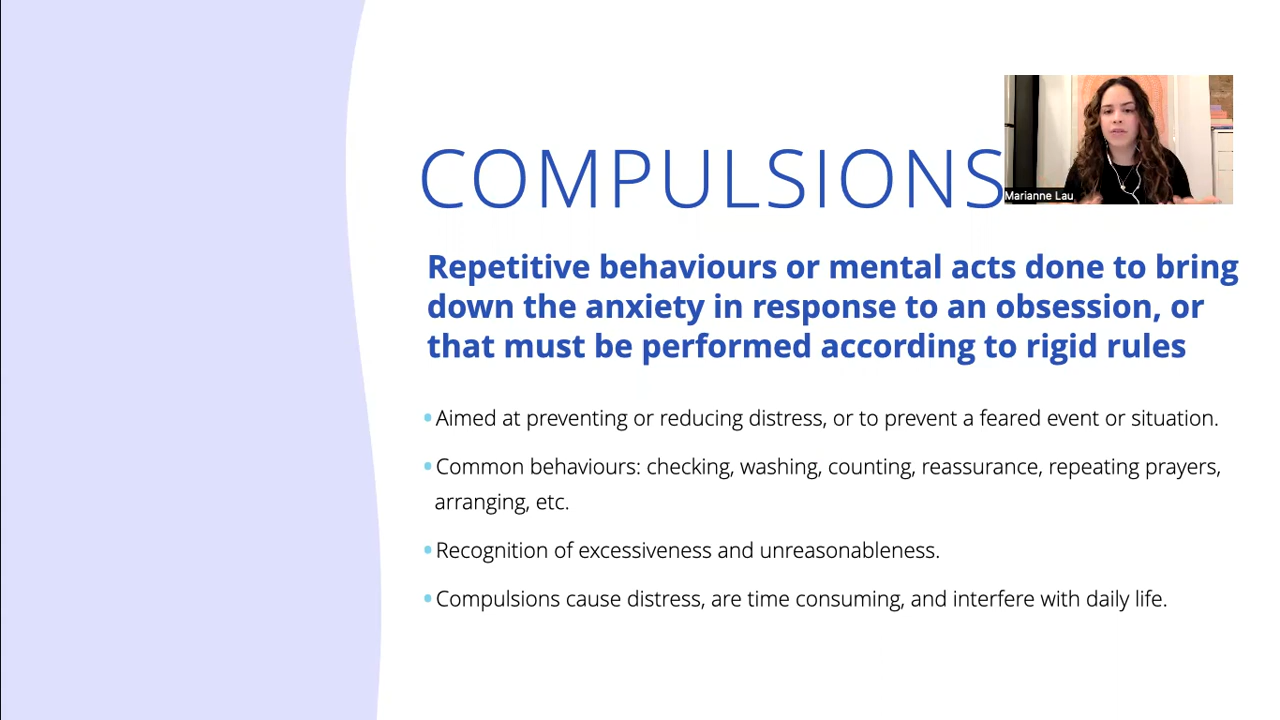 COMPULSIONS
Marianne Lau
Repetitive behaviours or mental acts done to bring
down the anxiety in response to an obsession, or
that must be performed according to rigid rules
•Aimed at preventing or reducing distress, or to prevent a feared event or situation.
•Common behaviours: checking, washing, counting, reassurance, repeating prayers,
arranging, etc.
•Recognition of excessiveness and unreasonableness.
•Compulsions cause distress, are time consuming, and interfere with daily life.